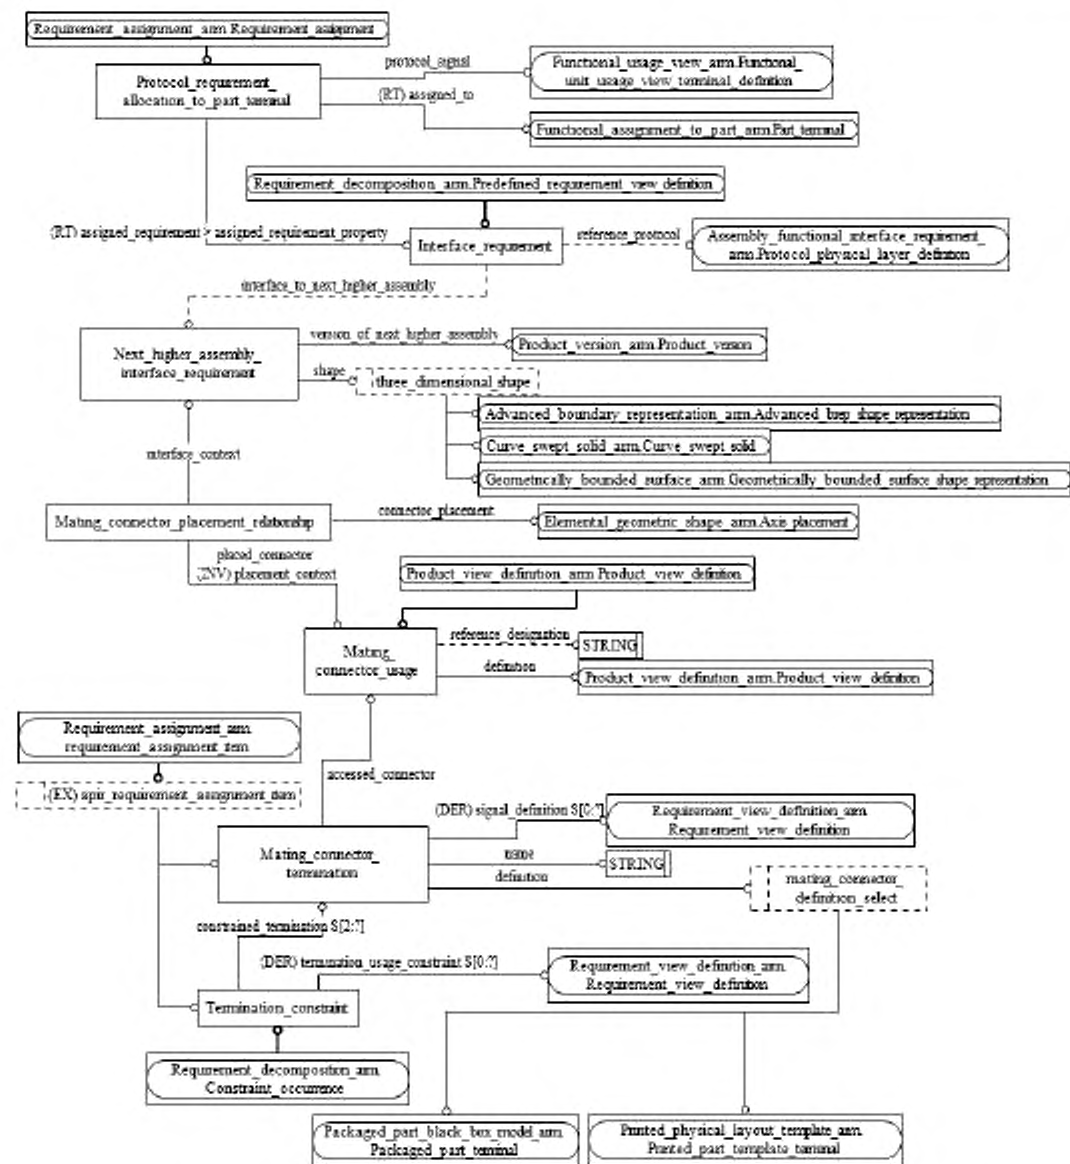 Requirement_assignment_arm.Requirement_assignment
Protocol_requirement_
allocation_to_part_terminal
protocol_signal
Functional_usage_view_arm.Functional_
unit_usage_view_terminal_definition
(RT) assigned_to
Functional_assignment_to_part_arm.Part_terminal
Requirement_decomposition_arm.Predefined_requirement_view_definition
(RT) assigned_requirement > assigned_requirement_property
Interface_requirement
reference_protocol
Assembly_functional_interface_requirement_
arm.Protocol_physical_layer_definition
interface_to_next_higher_assembly
Next_higher_assembly_
interface_requirement
version_of_next_higher_assembly
Product_version_arm.Product_version
shape
three_dimensional_shape
Advanced_boundary_representation_arm.Advanced_brep_shape_representation
Curve_swept_solid_arm.Curve_swept_solid
Geometrically_bounded_surface_arm.Geometrically_bounded_surface_shape_representation
interface_context
Mating_connector_placement_relationship
connector_placement
Elemental_geometric_shape_arm.Axis_placement
placed_connector
(INV) placement_context
Product_view_definition_arm.Product_view_definition
Mating_
connector_usage
reference_designation
STRING
definition
Product_view_definition_arm.Product_view_definition
Requirement_assignment_arm.
requirement_assignment_item
(EX) apir_requirement_assignment_item
accessed_connector
Mating_connector_
termination
(DER) signal_definition S[0:?]
Requirement_view_definition_arm.
Requirement_view_definition
name
STRING
definition
mating_connector_
definition_select
constrained_termination S[2:?]
(DER) termination_usage_constraint S[0:?]
Requirement_view_definition_arm.
Requirement_view_definition
Termination_constraint
Requirement_decomposition_arm.
Constraint_occurrence
Packaged_part_black_box_model_arm.
Packaged_part_terminal
Printed_physical_layout_template_arm.
Printed_part_template_terminal